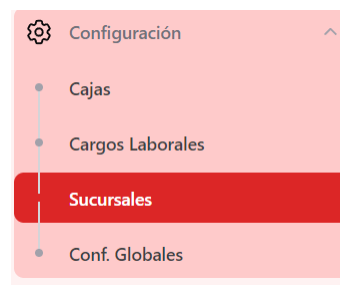 Configuración
Cajas
Cargos Laborales
Sucursales
Conf. Globales